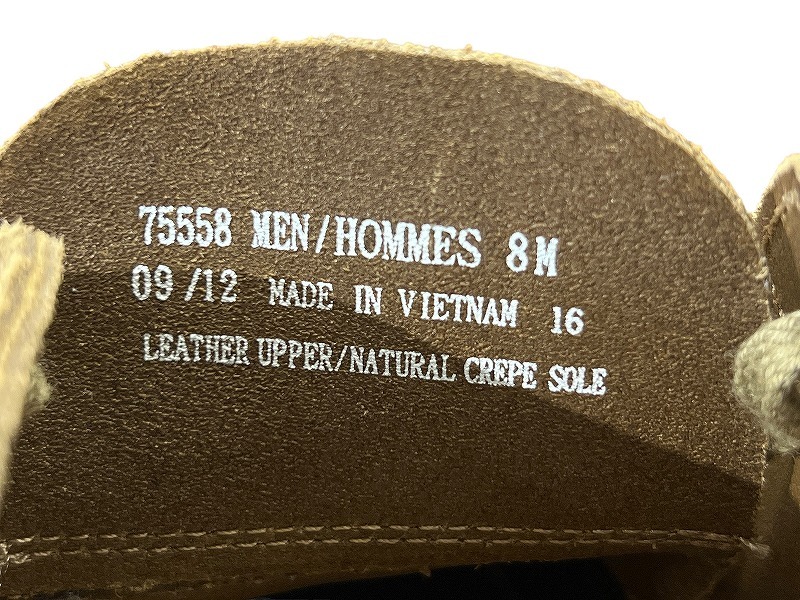 75558 MEN/HOMMES 8M
09/12 MADE IN VIETNAM 16
LEATHER UPPER/NATURAL CREPE SOLE